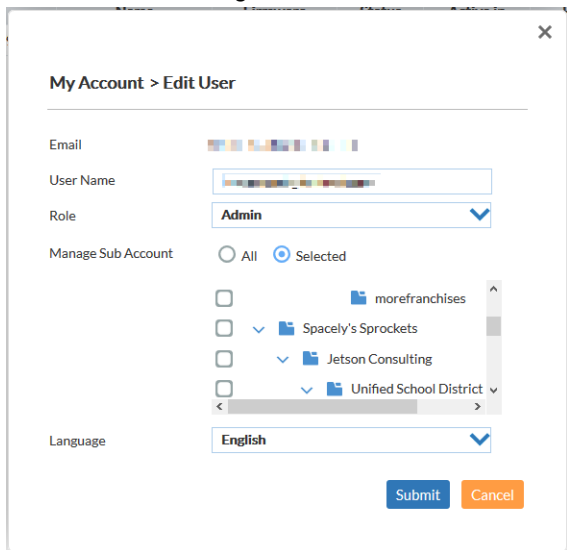 ×
My Account > Edit User
Email
User Name
Role Admin
Manage Sub Account All Selected
morefranchises
Spacely's Sprockets
Jetson Consulting
Unified School District
Language English
Submit Cancel